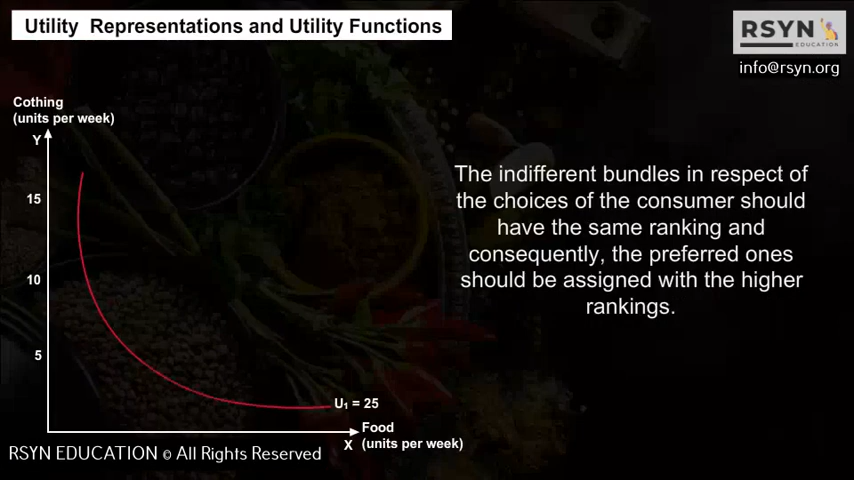 Utility Representations and Utility Functions
RSYN
EDUCATION
info@rsyn.org
Cothing
(units per week)
Y
15
10
5
The indifferent bundles in respect of
the choices of the consumer should
have the same ranking and
consequently, the preferred ones
should be assigned with the higher
rankings.
U₁ = 25
Food
X (units per week)
RSYN EDUCATION © All Rights Reserved